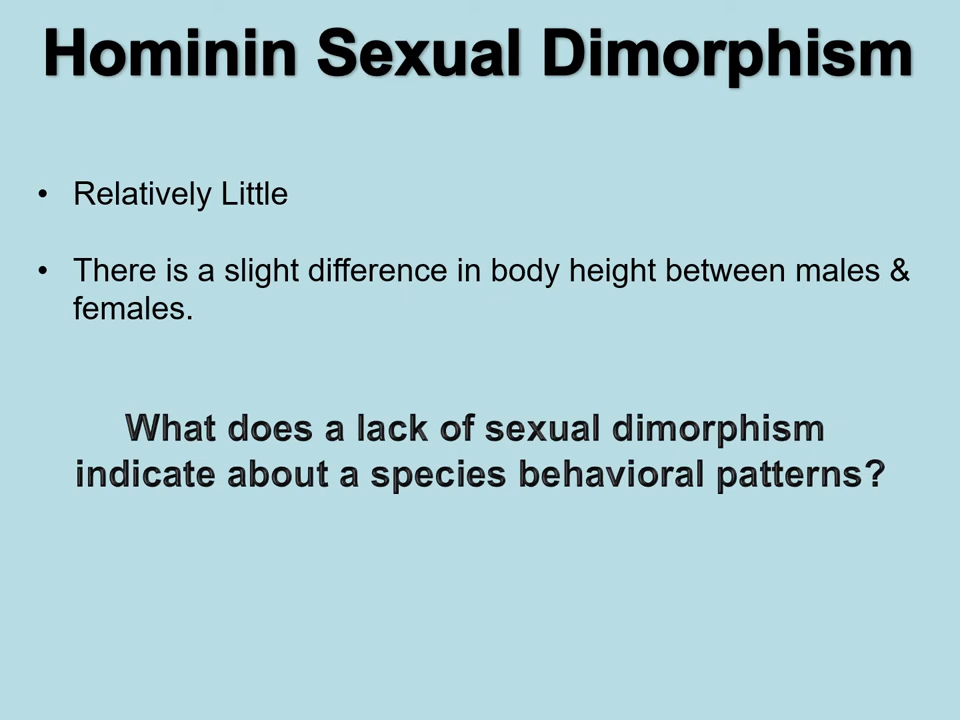 Hominin Sexual Dimorphism
• Relatively Little
• There is a slight difference in body height between males &
females.
What does a lack of sexual dimorphism
indicate about a species behavioral patterns?